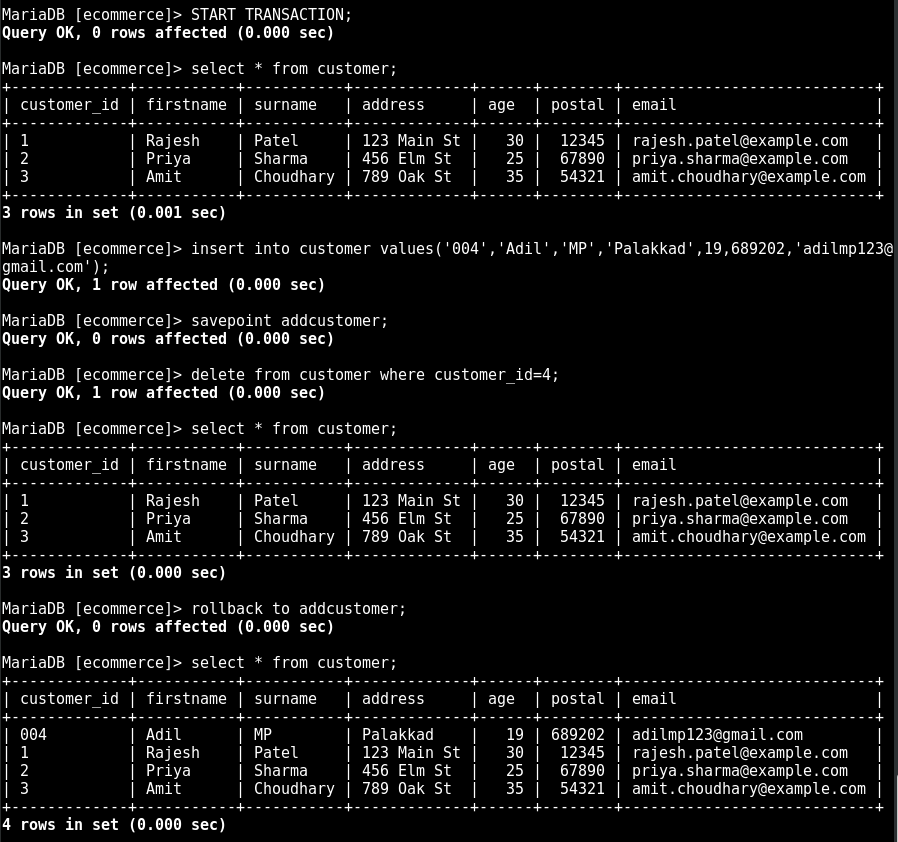 MariaDB [ecommerce]> START TRANSACTION;
Query OK, 0 rows affected (0.000 sec)

MariaDB [ecommerce]> select * from customer;
+-------------+-----------+-----------+-------------+------+--------+----------------------------+
| customer_id | firstname | surname   | address     | age  | postal | email                      |
+-------------+-----------+-----------+-------------+------+--------+----------------------------+
| 1           | Rajesh    | Patel     | 123 Main St |   30 |  12345 | rajesh.patel@example.com   |
| 2           | Priya     | Sharma    | 456 Elm St  |   25 |  67890 | priya.sharma@example.com   |
| 3           | Amit      | Choudhary | 789 Oak St  |   35 |  54321 | amit.choudhary@example.com |
+-------------+-----------+-----------+-------------+------+--------+----------------------------+
3 rows in set (0.001 sec)

MariaDB [ecommerce]> insert into customer values('004','Adil','MP','Palakkad',19,689202,'adilmp123@
gmail.com');
Query OK, 1 row affected (0.000 sec)

MariaDB [ecommerce]> savepoint addcustomer;
Query OK, 0 rows affected (0.000 sec)

MariaDB [ecommerce]> delete from customer where customer_id=4;
Query OK, 1 row affected (0.000 sec)

MariaDB [ecommerce]> select * from customer;
+-------------+-----------+-----------+-------------+------+--------+----------------------------+
| customer_id | firstname | surname   | address     | age  | postal | email                      |
+-------------+-----------+-----------+-------------+------+--------+----------------------------+
| 1           | Rajesh    | Patel     | 123 Main St |   30 |  12345 | rajesh.patel@example.com   |
| 2           | Priya     | Sharma    | 456 Elm St  |   25 |  67890 | priya.sharma@example.com   |
| 3           | Amit      | Choudhary | 789 Oak St  |   35 |  54321 | amit.choudhary@example.com |
+-------------+-----------+-----------+-------------+------+--------+----------------------------+
3 rows in set (0.000 sec)

MariaDB [ecommerce]> rollback to addcustomer;
Query OK, 0 rows affected (0.000 sec)

MariaDB [ecommerce]> select * from customer;
+-------------+-----------+-----------+-------------+------+--------+----------------------------+
| customer_id | firstname | surname   | address     | age  | postal | email                      |
+-------------+-----------+-----------+-------------+------+--------+----------------------------+
| 004         | Adil      | MP        | Palakkad    |   19 | 689202 | adilmp123@gmail.com        |
| 1           | Rajesh    | Patel     | 123 Main St |   30 |  12345 | rajesh.patel@example.com   |
| 2           | Priya     | Sharma    | 456 Elm St  |   25 |  67890 | priya.sharma@example.com   |
| 3           | Amit      | Choudhary | 789 Oak St  |   35 |  54321 | amit.choudhary@example.com |
+-------------+-----------+-----------+-------------+------+--------+----------------------------+
4 rows in set (0.000 sec)